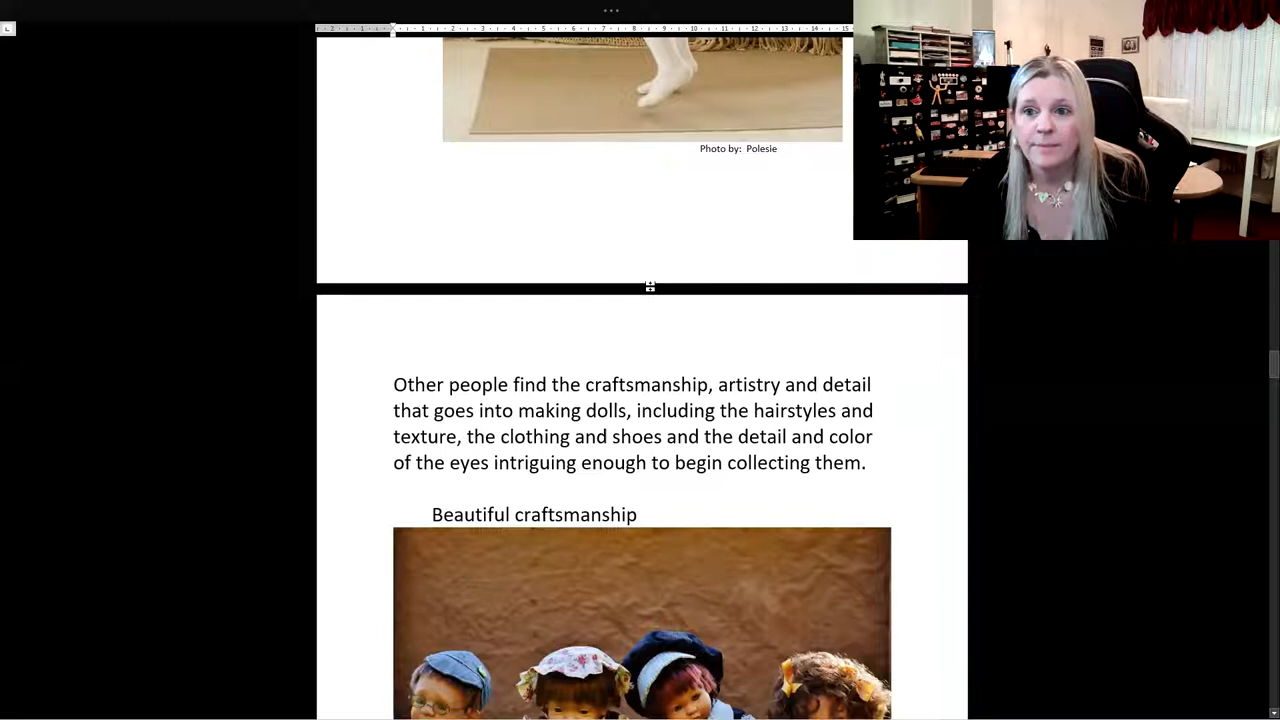 Photo by: Polesie
Other people find the craftsmanship, artistry and detail
that goes into making dolls, including the hairstyles and
texture, the clothing and shoes and the detail and color
of the eyes intriguing enough to begin collecting them.
Beautiful craftsmanship